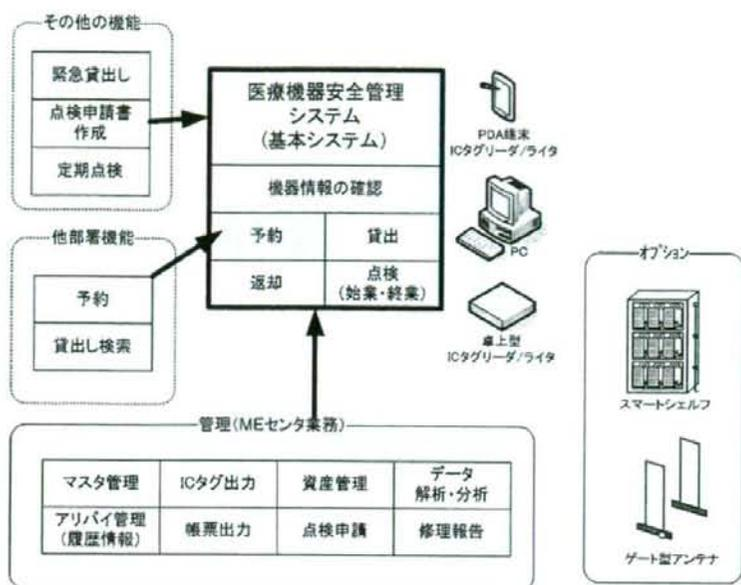 その他の機能
緊急貸出し
点検申請書
作成
定期点検
医療機器安全管理
システム
(基本システム)
機器情報の確認
予約
貸出
返却
点検
(始業・終業)
PDA端末
ICタグリーダ/ライタ
PC
卓上型
ICタグリーダ/ライタ
他部署機能
予約
貸出し検索
オプション
スマートシェルフ
ゲート型アンテナ
管理(MEセンタ業務)
マスタ管理
ICタグ出力
資産管理
データ
解析・分析
アリバイ管理
(履歴情報)
帳票出力
点検申請
修理報告